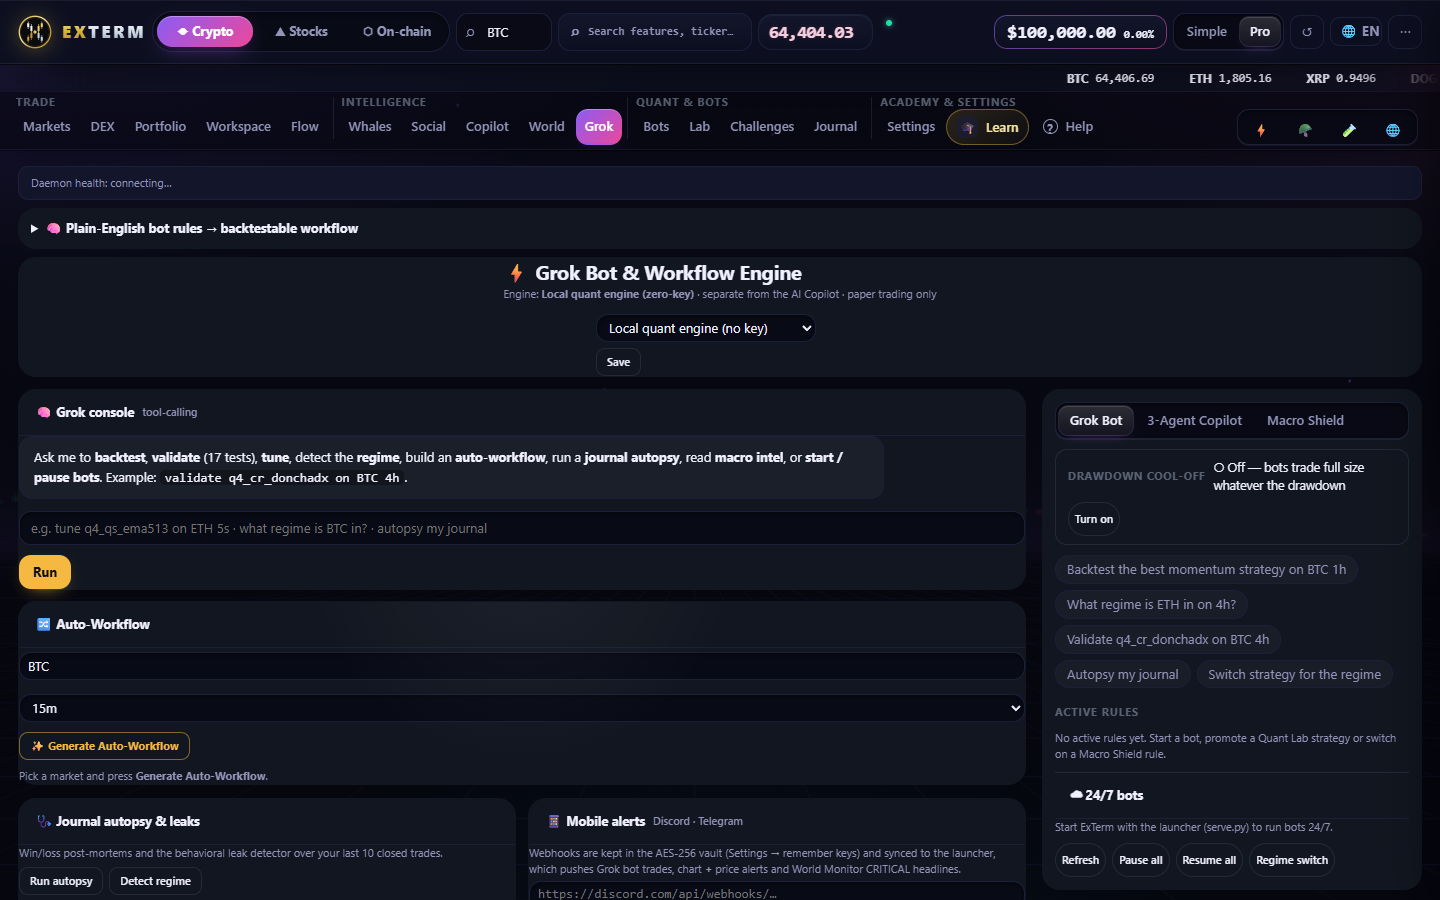 EXTERM
Crypto
Stocks
On-chain
BTC
Search features, ticker…
64,404.03
$100,000.00 0.00%
Simple
Pro
EN
BTC 64,406.69
ETH 1,805.16
XRP 0.9496
DOG
TRADE
Markets
DEX
Portfolio
Workspace
Flow
INTELLIGENCE
Whales
Social
Copilot
World
Grok
QUANT & BOTS
Bots
Lab
Challenges
Journal
ACADEMY & SETTINGS
Settings
Learn
Help
Daemon health: connecting…
Plain-English bot rules → backtestable workflow
Grok Bot & Workflow Engine
Engine: Local quant engine (zero-key) · separate from the AI Copilot · paper trading only
Local quant engine (no key)
Save
Grok console tool-calling
Ask me to backtest, validate (17 tests), tune, detect the regime, build an auto-workflow, run a journal autopsy, read macro intel, or start /
pause bots. Example: validate q4_cr_donchadx on BTC 4h .
e.g. tune q4_qs_ema513 on ETH 5s · what regime is BTC in? · autopsy my journal
Run
Auto-Workflow
BTC
15m
Generate Auto-Workflow
Pick a market and press Generate Auto-Workflow.
Journal autopsy & leaks
Win/loss post-mortems and the behavioral leak detector over your last 10 closed trades.
Run autopsy
Detect regime
Mobile alerts Discord · Telegram
Webhooks are kept in the AES-256 vault (Settings → remember keys) and synced to the launcher,
which pushes Grok bot trades, chart + price alerts and World Monitor CRITICAL headlines.
https://discord.com/api/webhooks/…
Grok Bot
3-Agent Copilot
Macro Shield
DRAWDOWN COOL-OFF
Off — bots trade full size
whatever the drawdown
Turn on
Backtest the best momentum strategy on BTC 1h
What regime is ETH in on 4h?
Validate q4_cr_donchadx on BTC 4h
Autopsy my journal
Switch strategy for the regime
ACTIVE RULES
No active rules yet. Start a bot, promote a Quant Lab strategy or switch
on a Macro Shield rule.
24/7 bots
Start ExTerm with the launcher (serve.py) to run bots 24/7.
Refresh
Pause all
Resume all
Regime switch